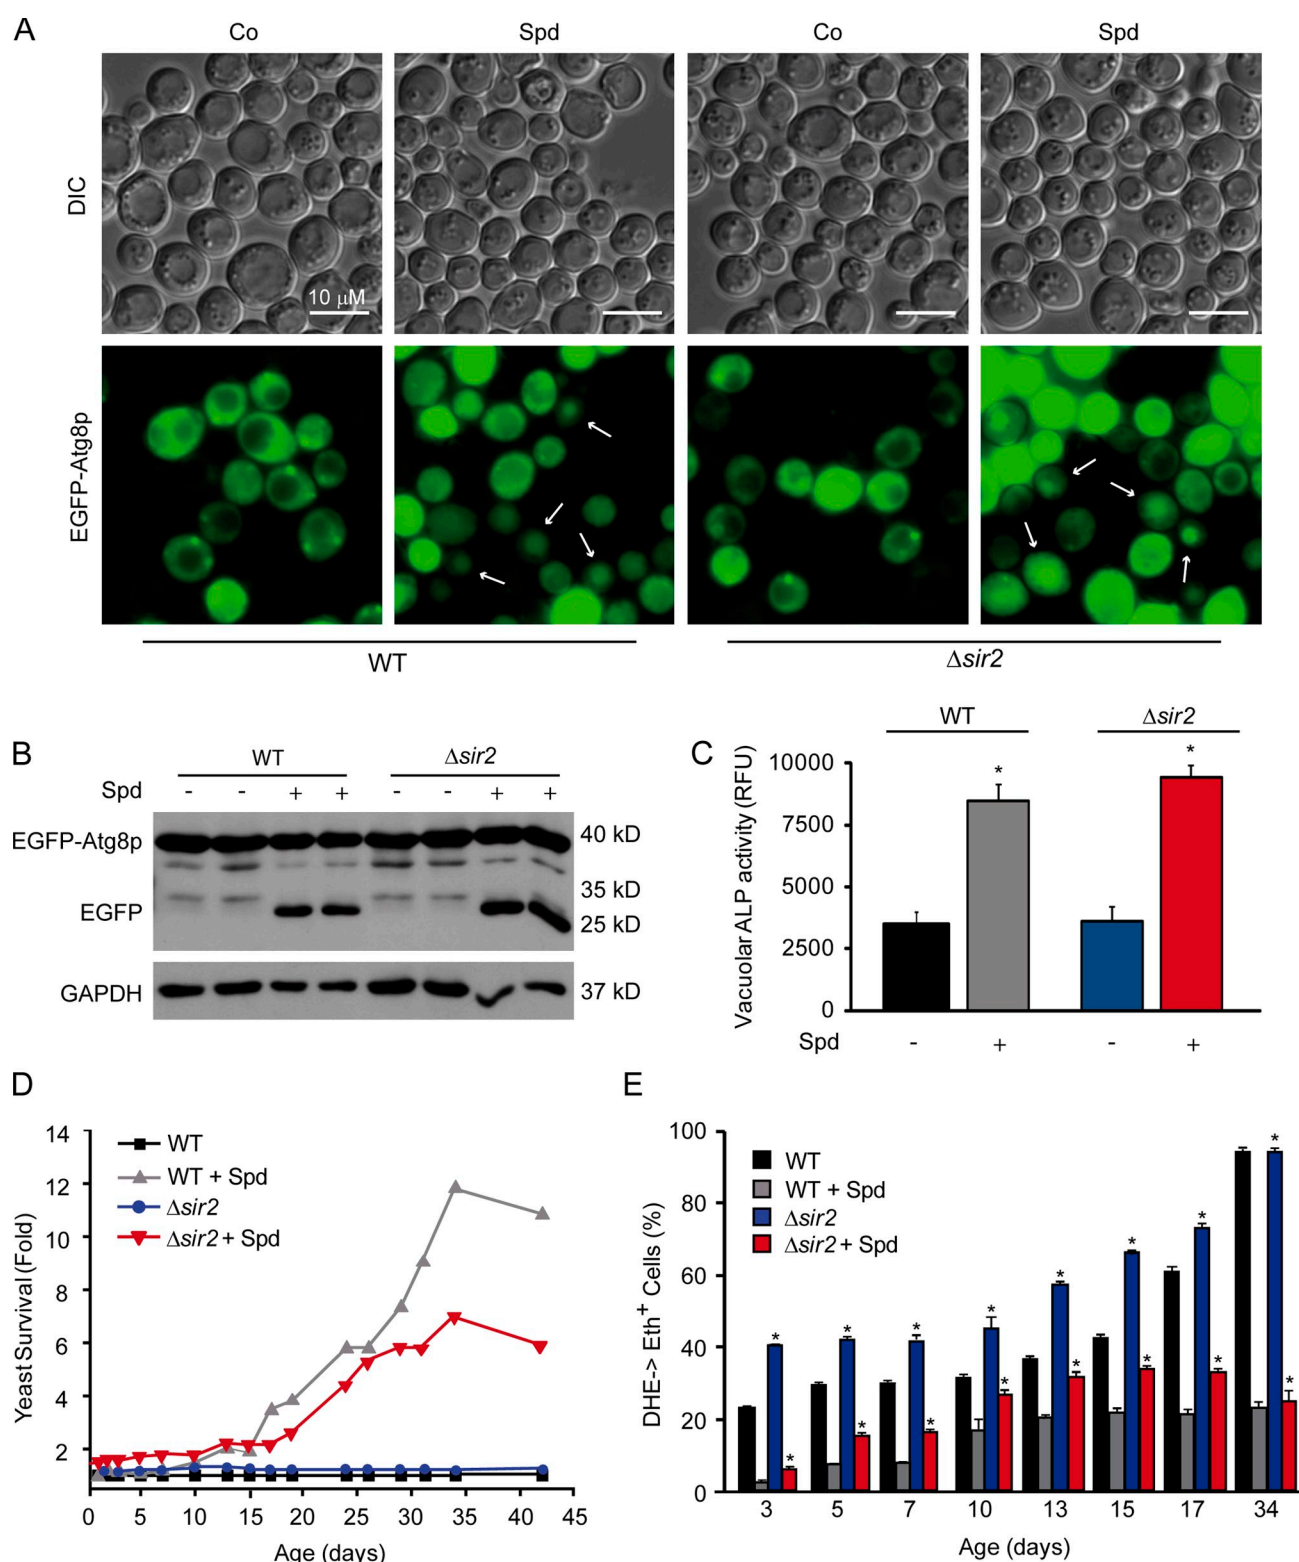 A
Co Spd Co Spd
DIC
10 μM
EGFP-Atg8p
WT Δsir2
B
WT Δsir2
Spd - - + + - - + +
EGFP-Atg8p 40 kD
35 kD
EGFP 25 kD
GAPDH 37 kD
C
WT Δsir2
Vacuolar ALP activity (RFU)
10000
7500
5000
2500
0
* *
Spd - + - +
D
Yeast Survival (Fold)
14
12
10
8
6
4
2
WT
WT + Spd
Δsir2
Δsir2 + Spd
0 5 10 15 20 25 30 35 40 45
Age (days)
E
DHE-> Eth+ Cells (%)
100
80
60
40
20
0
WT
WT + Spd
Δsir2
Δsir2 + Spd
* * * * * * * * * * * * * * * *
3 5 7 10 13 15 17 34
Age (days)